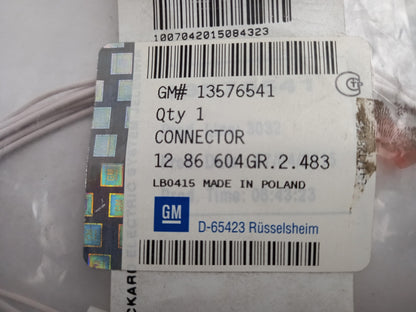 1007042015084323
GM# 13576541
Qty 1
CONNECTOR
12 86 604GR.2.483
LB0415 MADE IN POLAND
GM
D-65423 Rüsselsheim